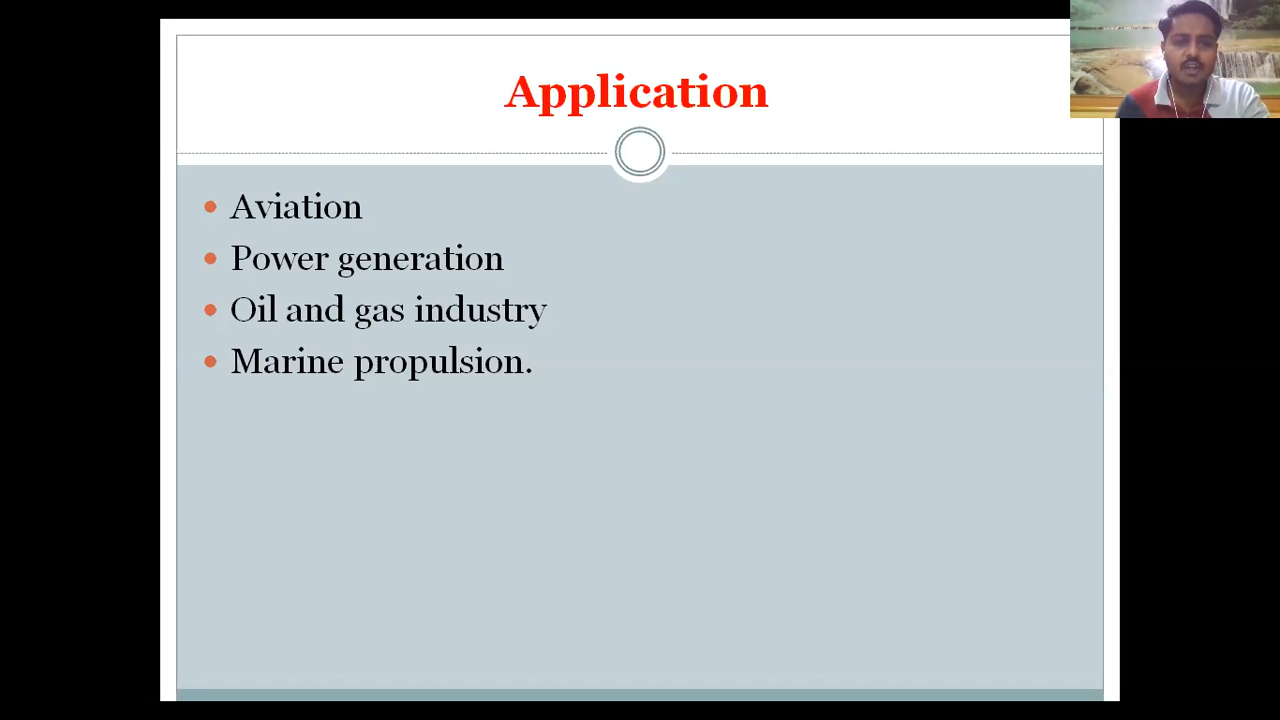 Application
Aviation
Power generation
Oil and gas industry
Marine propulsion.